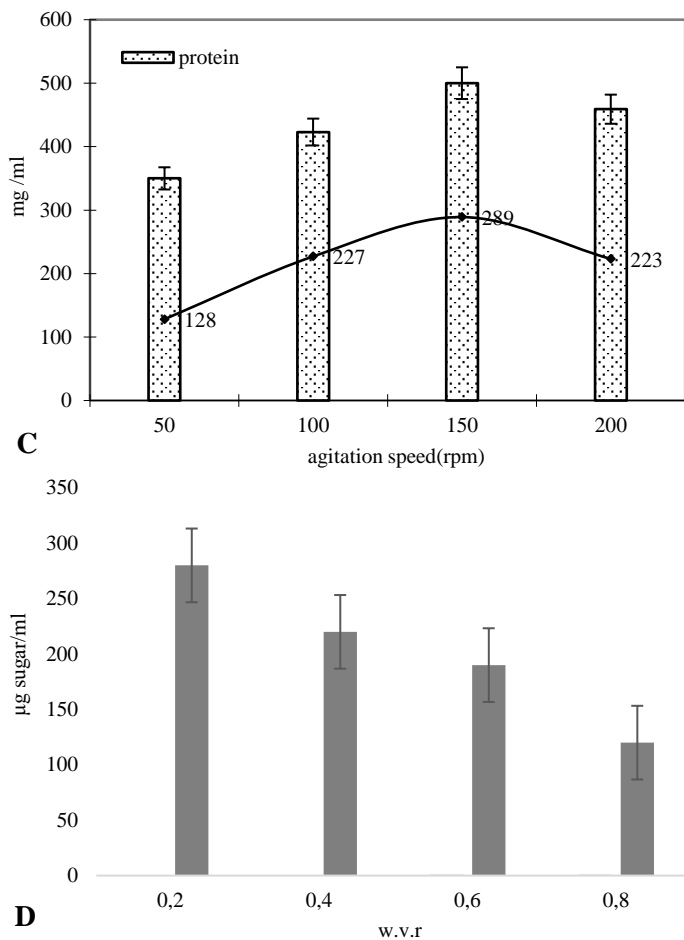 600
500
400
300
200
100
0
mg /ml
protein
128
227
289
223
50 100 150 200
agitation speed(rpm)
C
350
300
250
200
150
100
50
0
µg sugar/ml
0,2 0,4 0,6 0,8
w.v.r
D